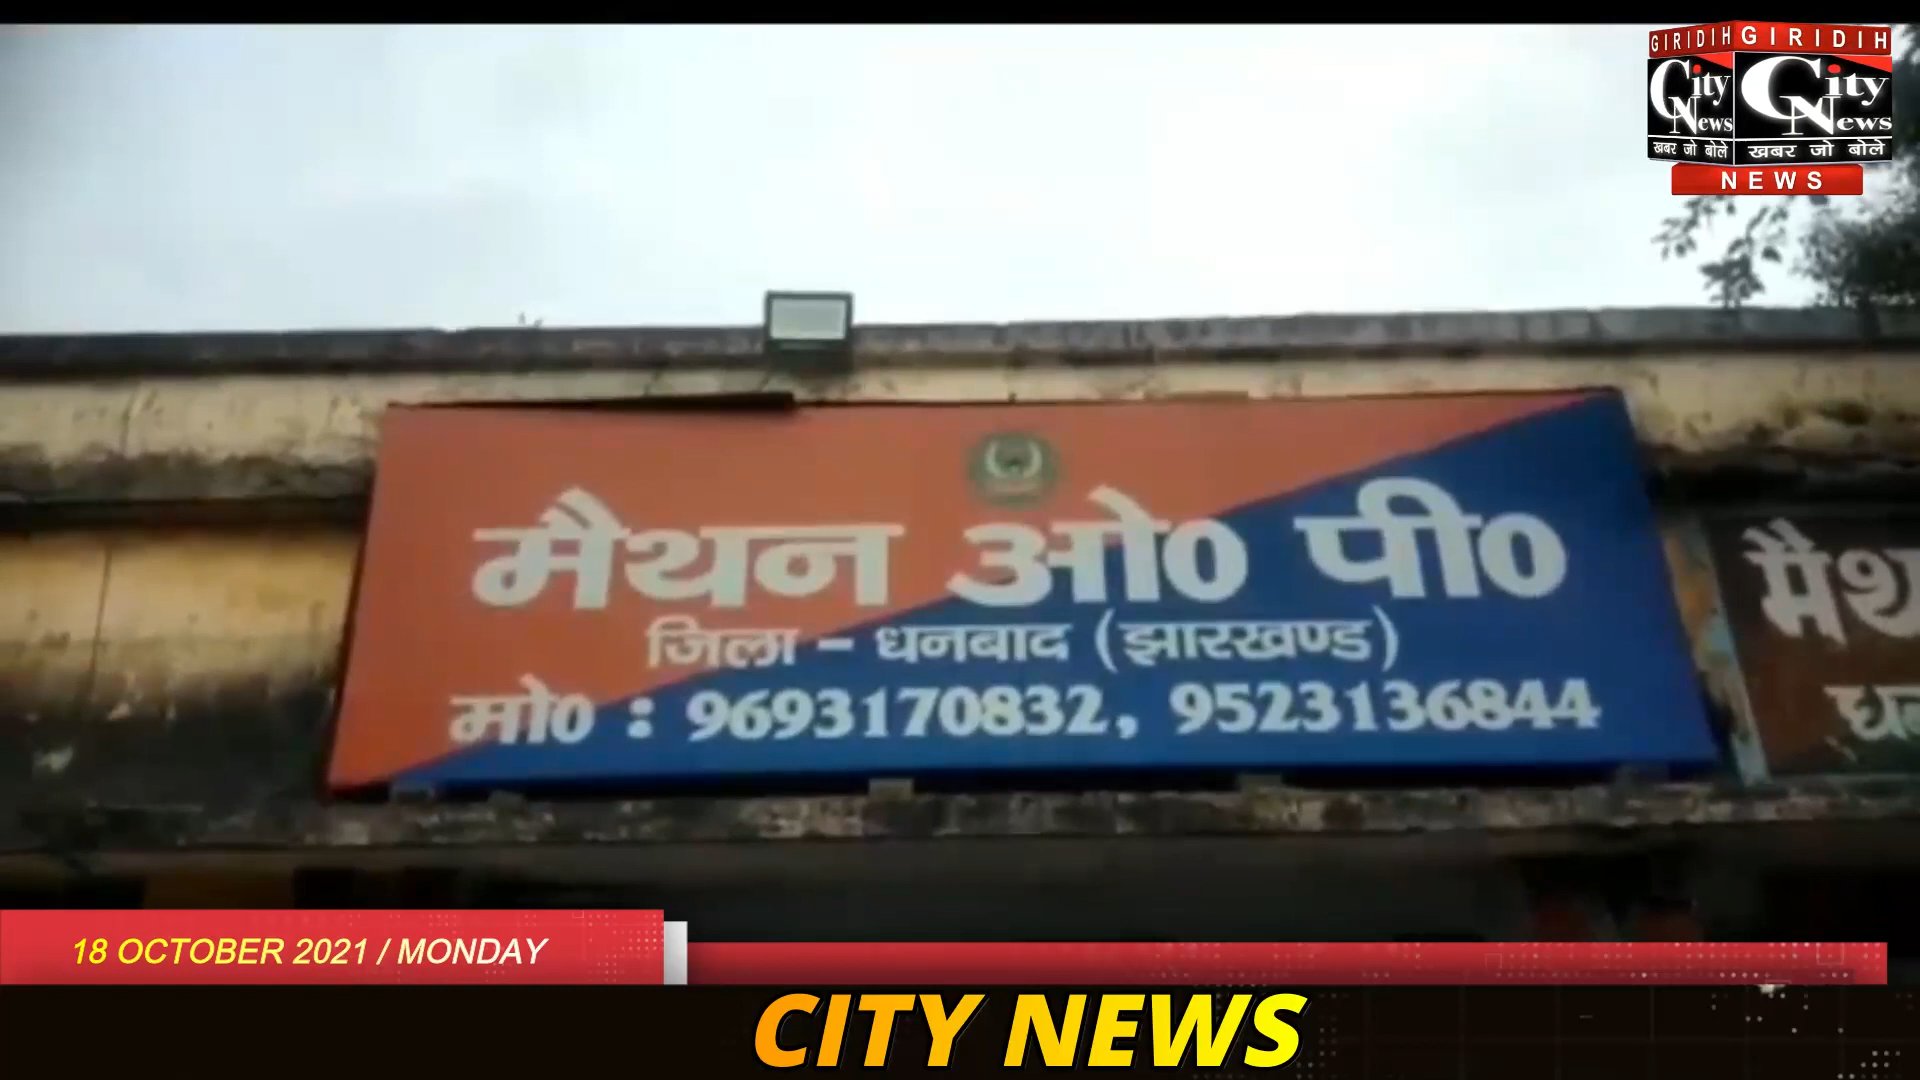 GIRIDIH GIRIDIH
City News City News
खबर जो बोले खबर जो बोले
NEWS
मैथन ओ० पी०
जिला - धनबाद (झारखण्ड)
मो० : 9693170832, 9523136844
18 OCTOBER 2021 / MONDAY
CITY NEWS